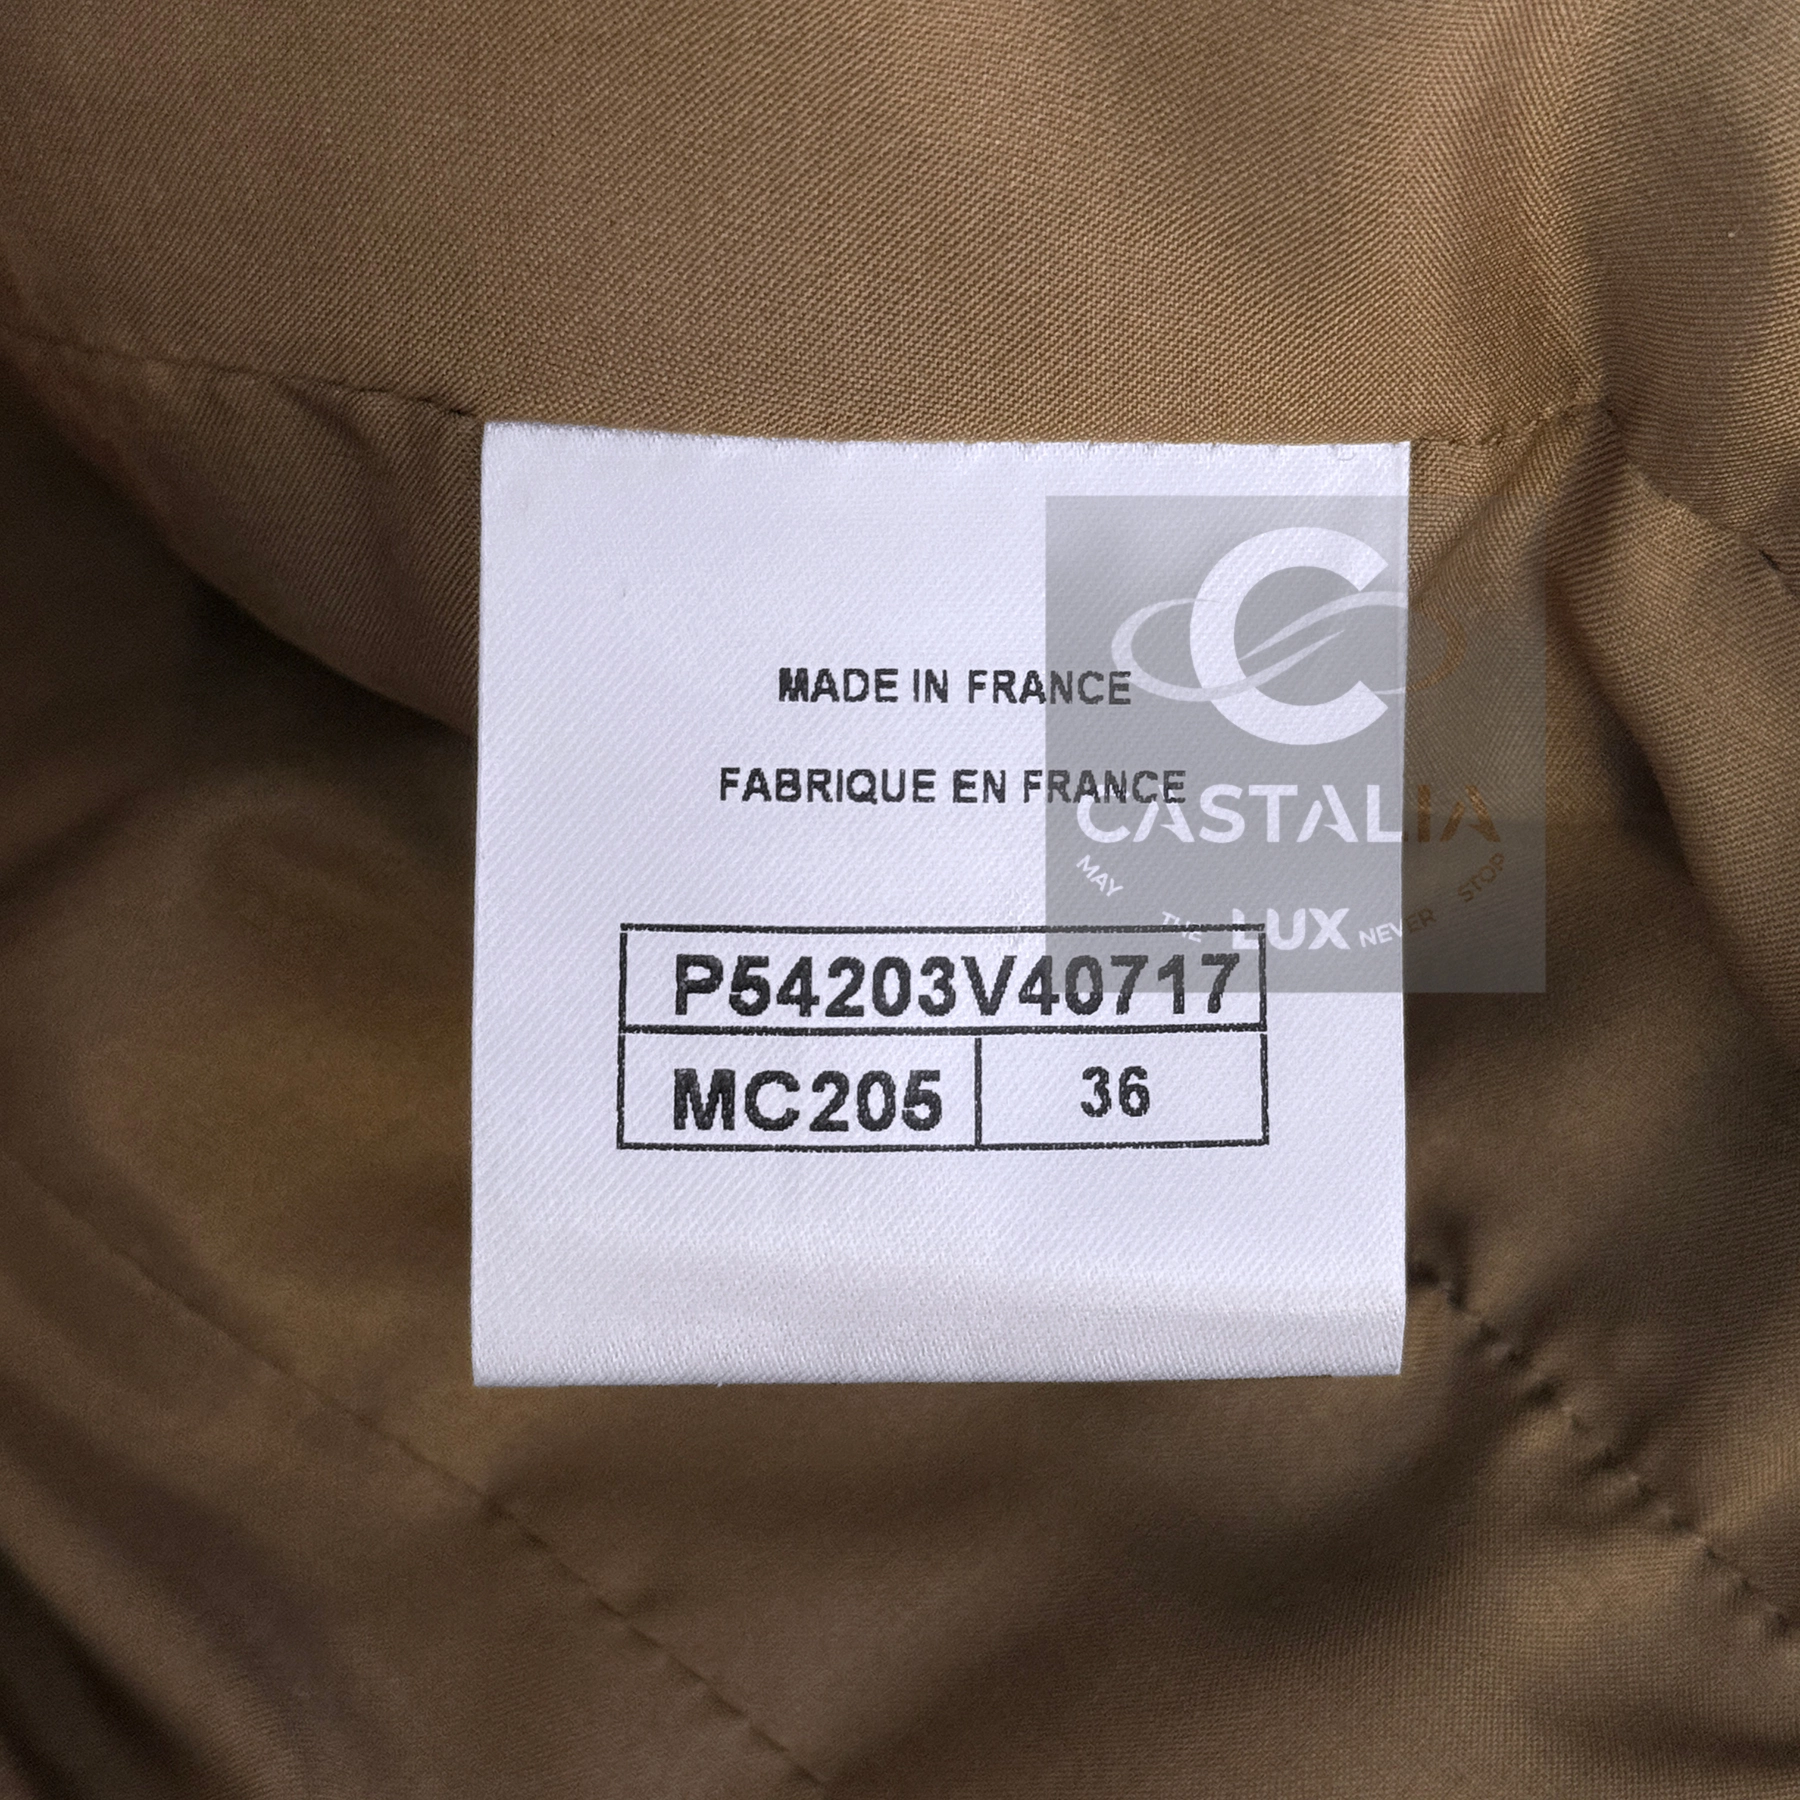 MADE IN FRANCE
FABRIQUE EN FRANCE
C
CASTALIA
MAY THE LUX NEVER STOP
P54203V40717
MC205 36